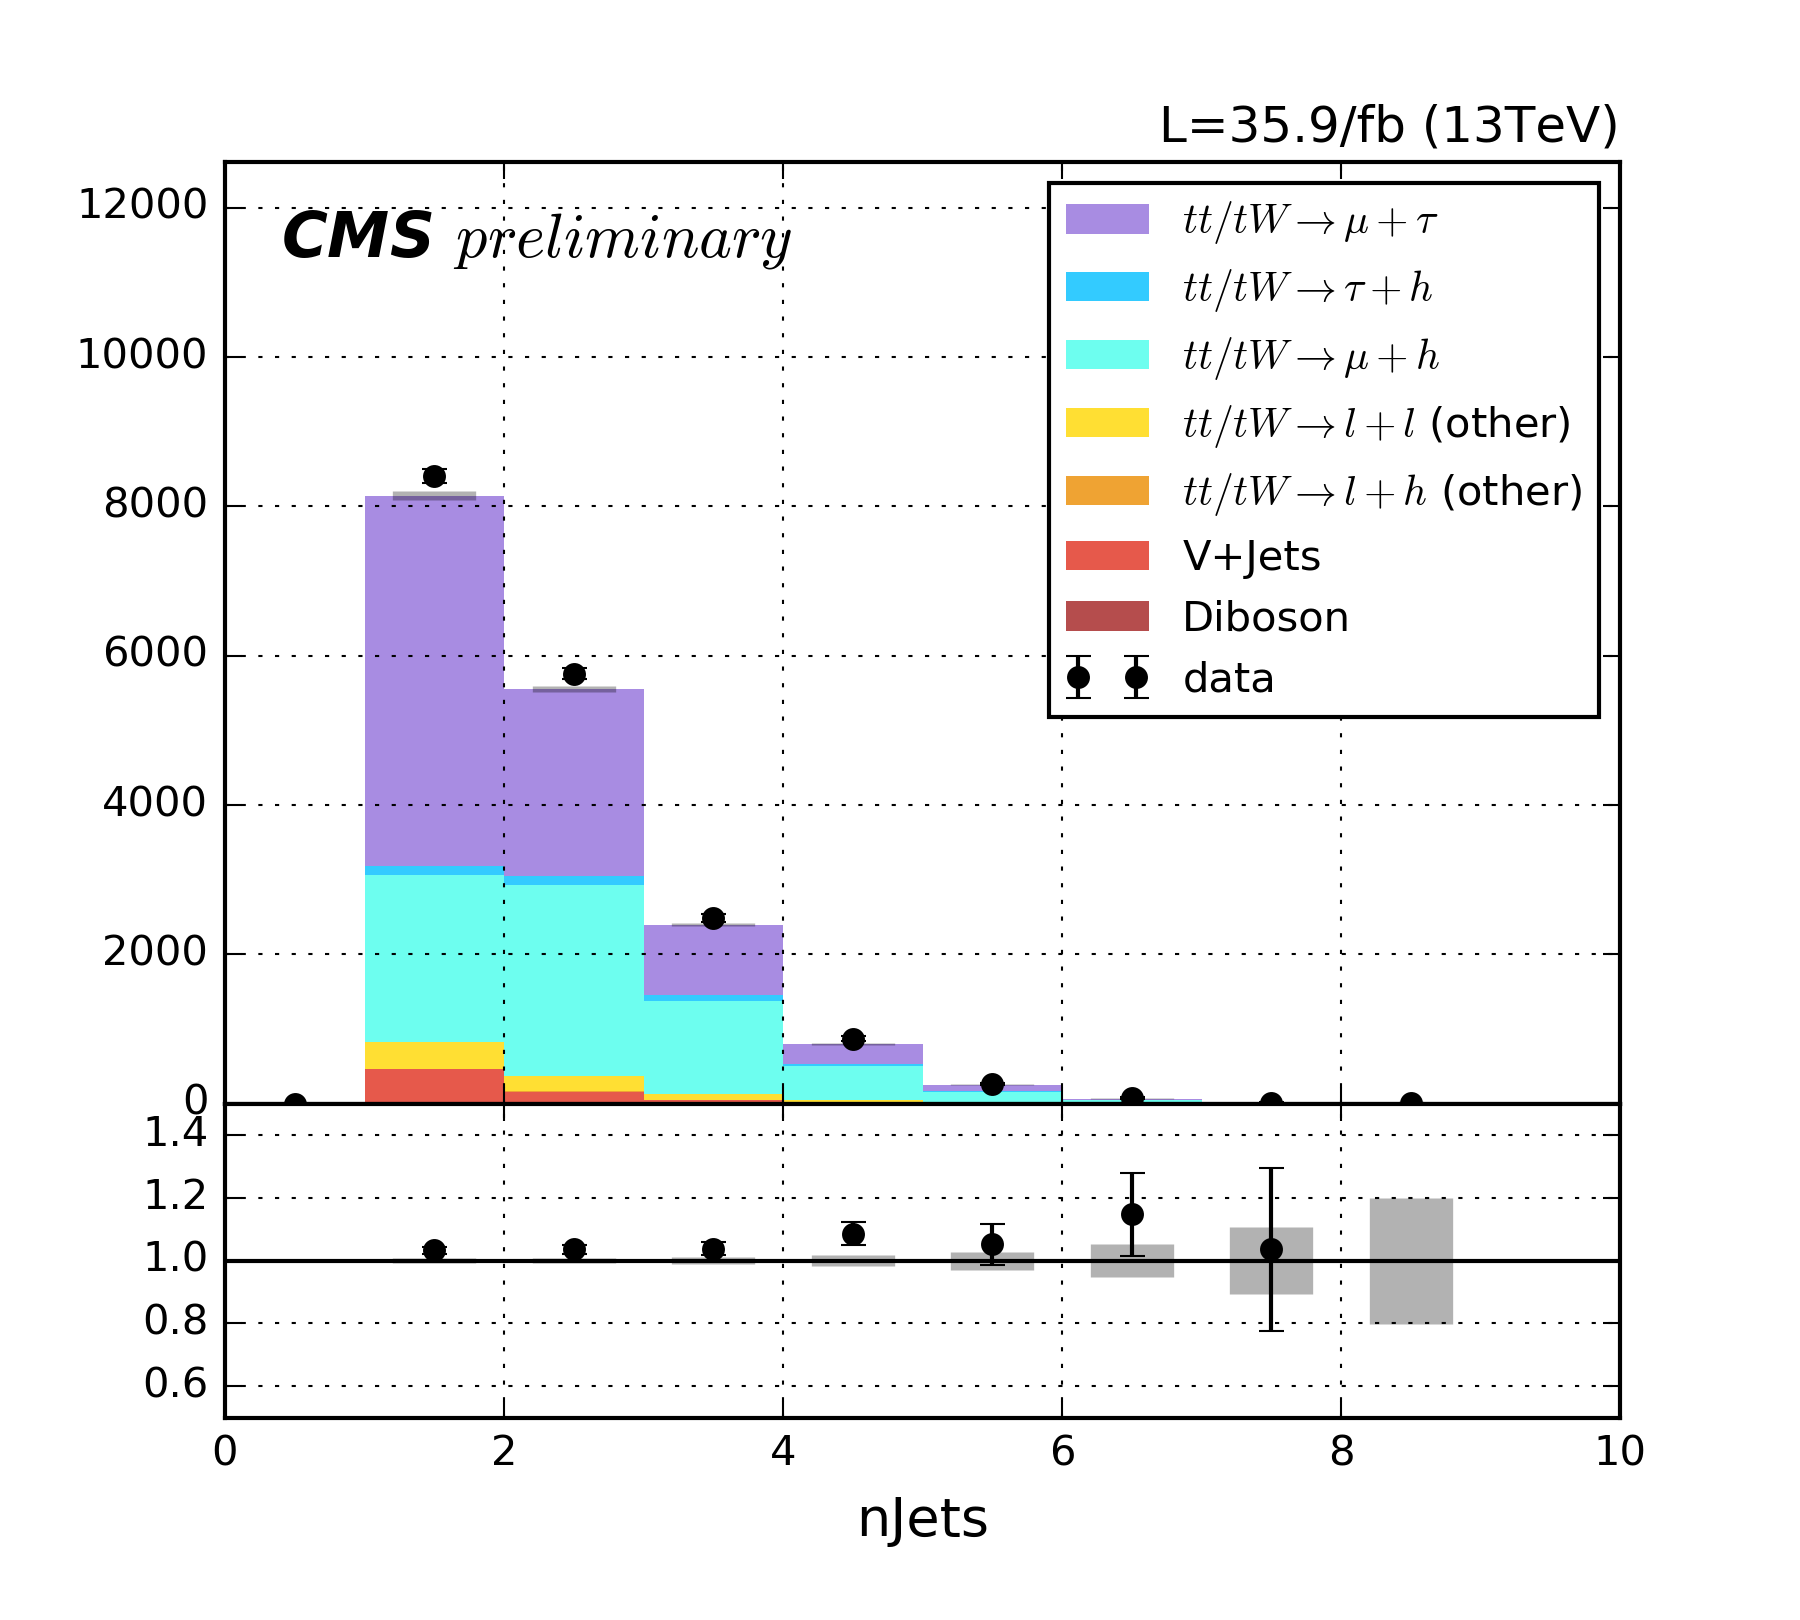 L=35.9/fb (13TeV)
CMS preliminary
12000
10000
8000
6000
4000
2000
0
tt/tW→μ+τ
tt/tW→τ+h
tt/tW→μ+h
tt/tW→l+l (other)
tt/tW→l+h (other)
V+Jets
Diboson
data
1.4
1.2
1.0
0.8
0.6
0 2 4 6 8 10
nJets